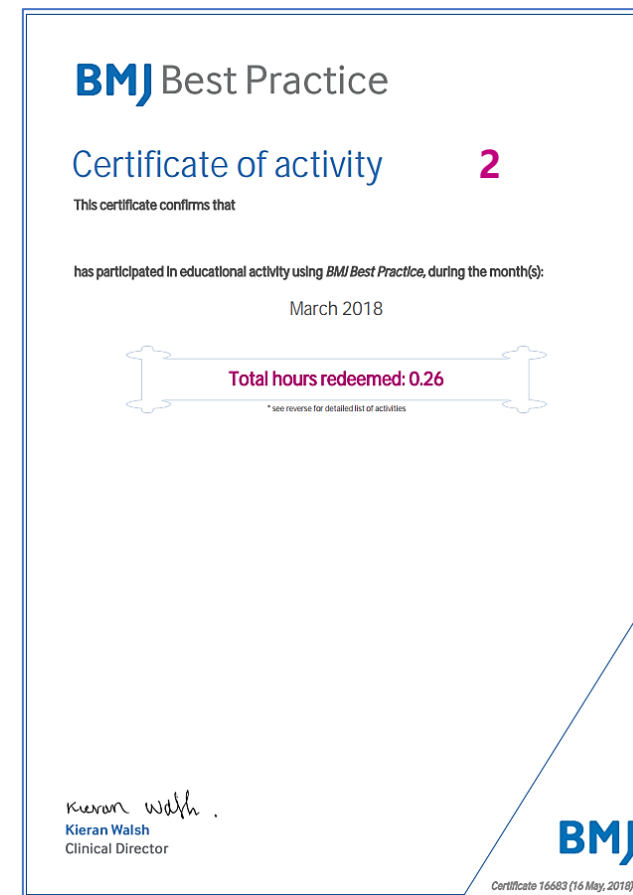 BMJ Best Practice
Certificate of activity 2
This certificate confirms that
has participated in educational activity using BMJ Best Practice, during the month(s):
March 2018
Total hours redeemed: 0.26
* see reverse for detailed list of activities
Kieran Walsh.
Kieran Walsh
Clinical Director
BMJ
Certificate 16683 (16 May, 2018)